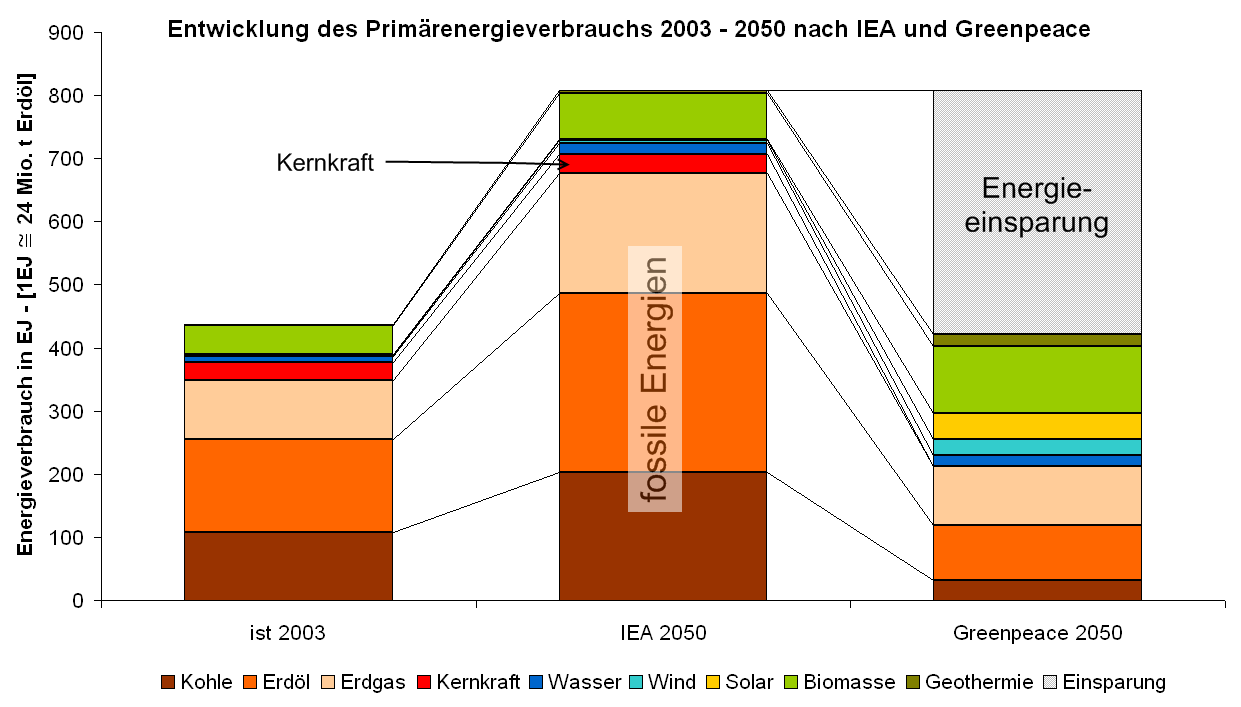 Entwicklung des Primärenergieverbrauchs 2003 - 2050 nach IEA und Greenpeace
Energieverbrauch in EJ - [1EJ ≅ 24 Mio. t Erdöl]
900
800
700
600
500
400
300
200
100
0
Kernkraft
fossile Energien
Energie-
einsparung
ist 2003
IEA 2050
Greenpeace 2050
Kohle Erdöl Erdgas Kernkraft Wasser Wind Solar Biomasse Geothermie Einsparung